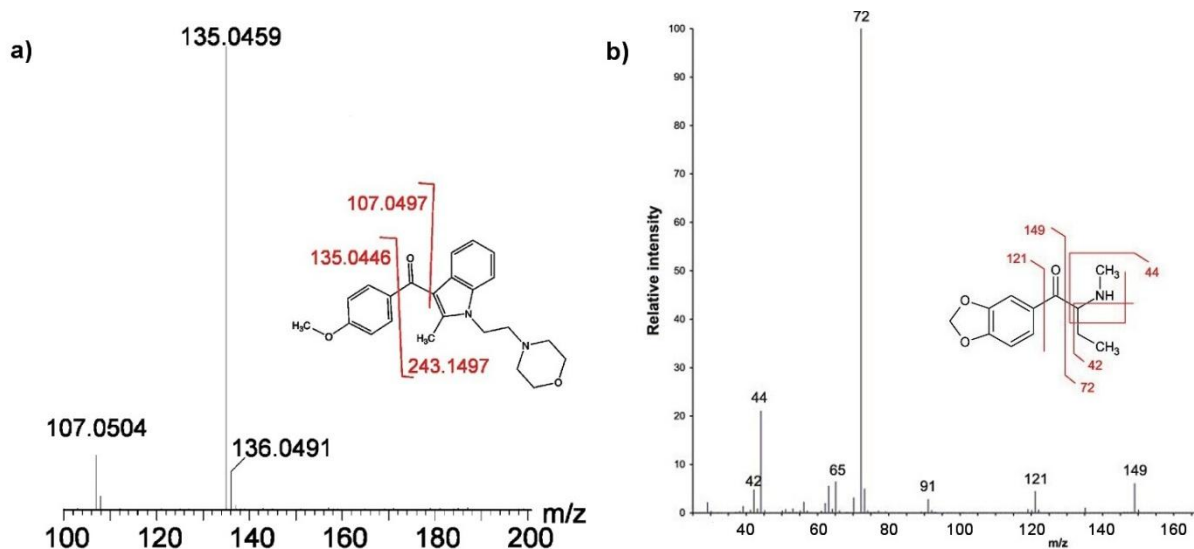 a)
135.0459
107.0504
136.0491
107.0497
135.0446
243.1497
O
H₃C
O
CH₃
N
N
O
100 120 140 160 180 200 m/z
b)
72
Relative intensity
100
90
80
70
60
50
40
30
20
10
0
44
42
65
91
121
149
149
121
44
O
CH₃
NH
O
O
CH₃
42
72
40 60 80 100 120 140 160
m/z